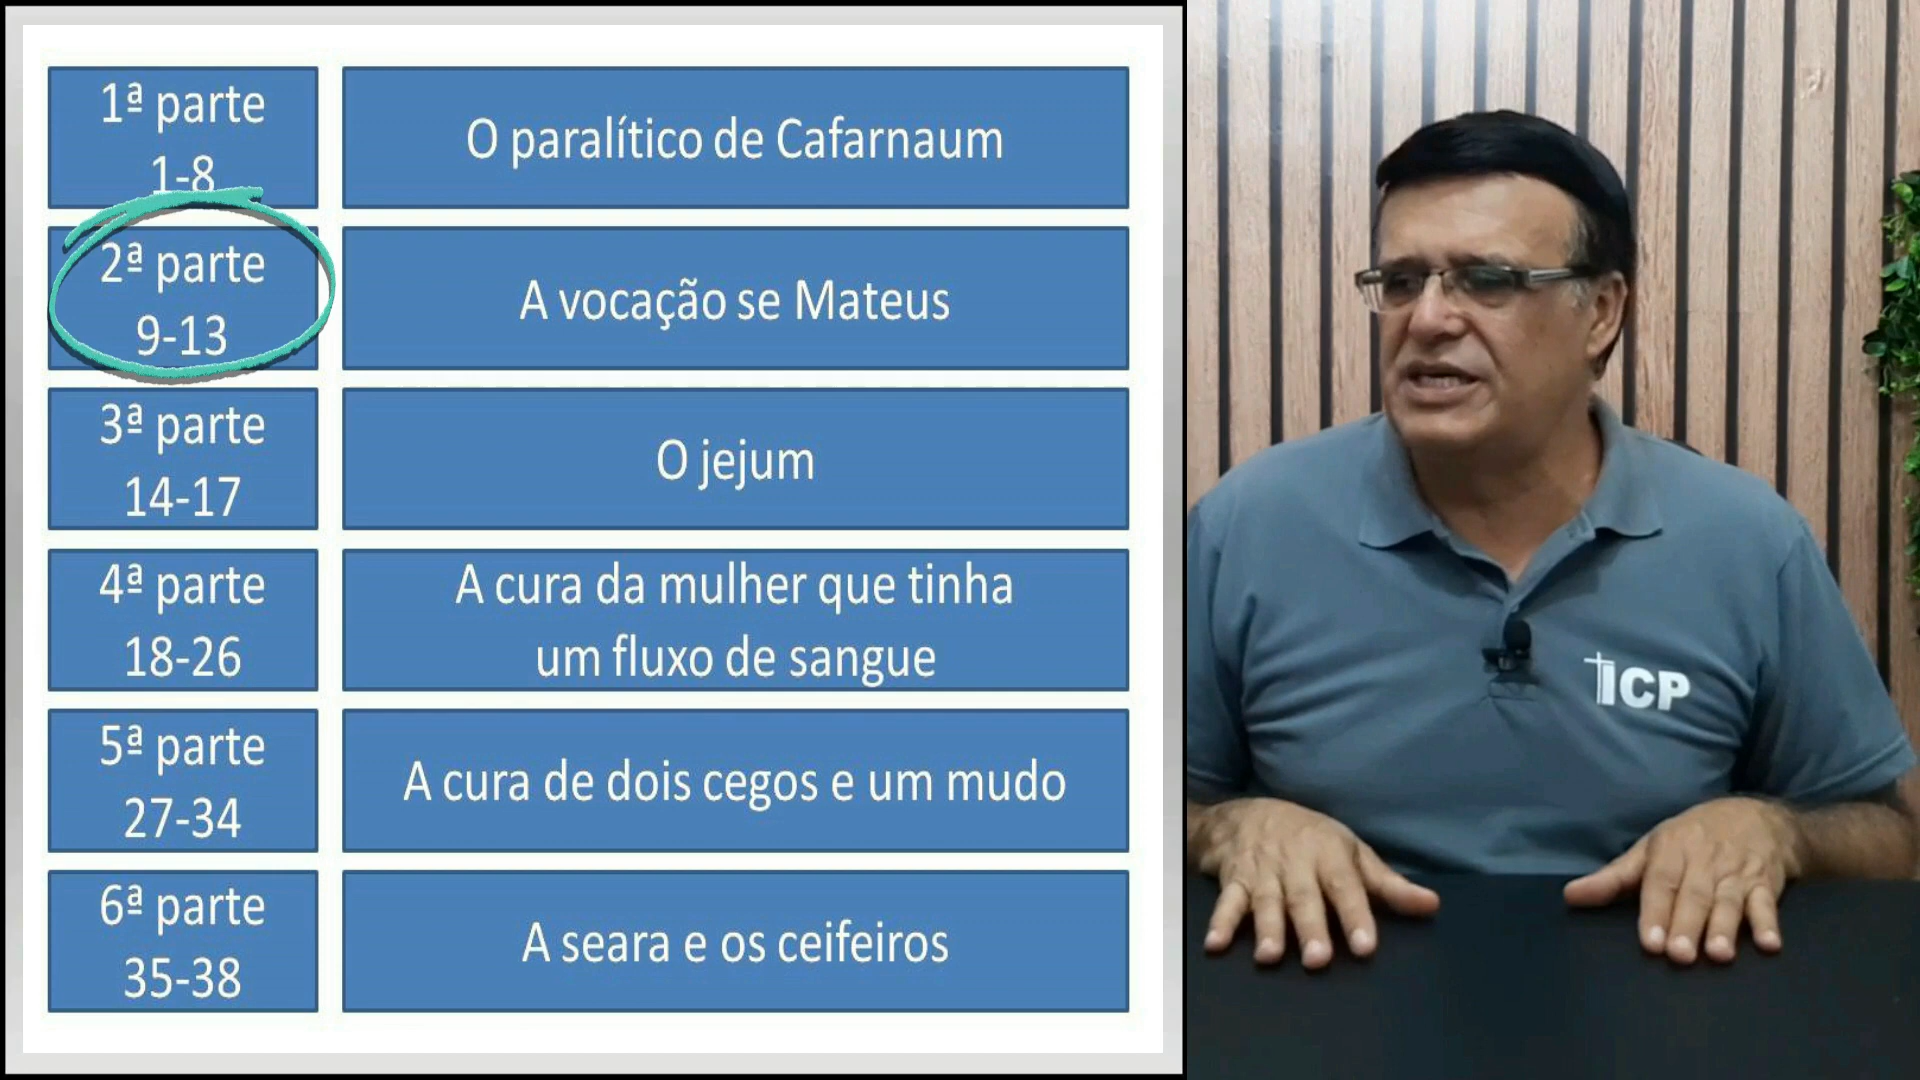 1ª parte
1-8
O paralítico de Cafarnaum
2ª parte
9-13
A vocação se Mateus
3ª parte
14-17
O jejum
4ª parte
18-26
A cura da mulher que tinha
um fluxo de sangue
5ª parte
27-34
A cura de dois cegos e um mudo
6ª parte
35-38
A seara e os ceifeiros
ICP